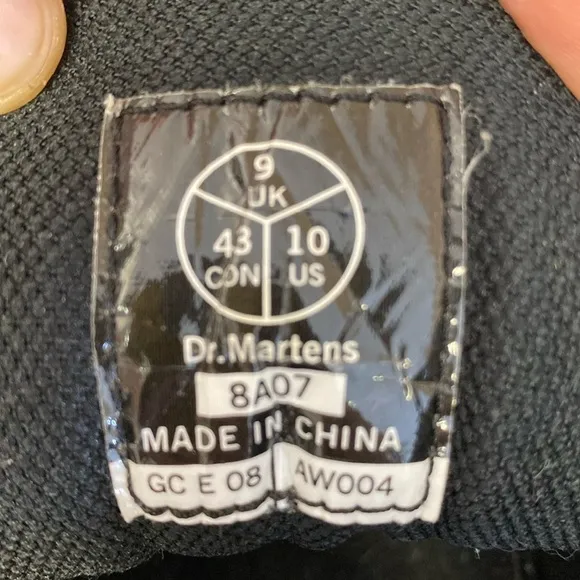 9
UK
43 10
CON US
Dr.Martens
8A07
MADE IN CHINA
GC E 08 AW004